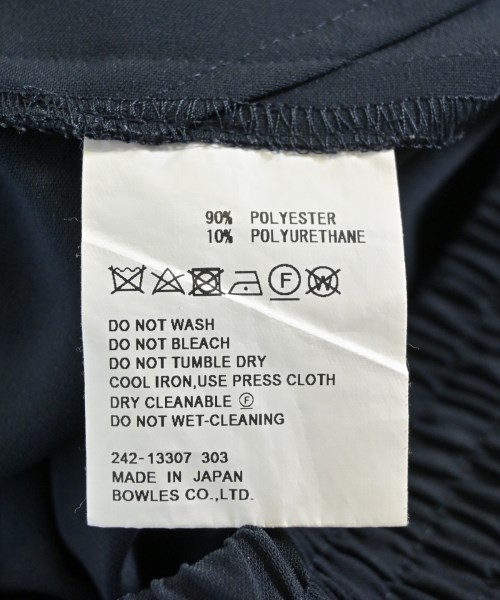 90% POLYESTER
10% POLYURETHANE
F W
DO NOT WASH
DO NOT BLEACH
DO NOT TUMBLE DRY
COOL IRON,USE PRESS CLOTH
DRY CLEANABLE Ⓕ
DO NOT WET-CLEANING
242-13307 303
MADE IN JAPAN
BOWLES CO.,LTD.